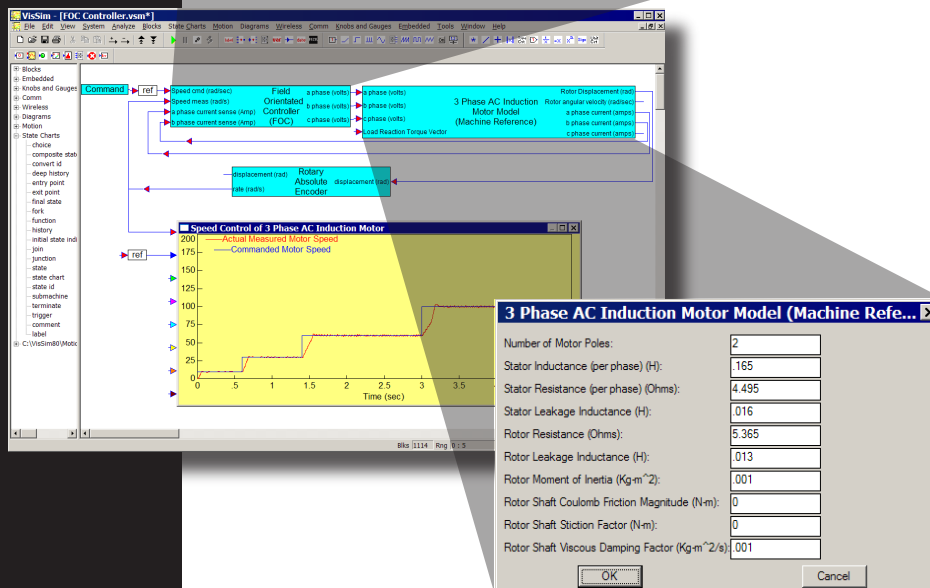 VisSim - [FOC Controller.vsm*]
File Edit View System Analyze Blocks State Charts Motion Diagrams Wireless Comm Knobs and Gauges Embedded Tools Window Help
Blocks
Embedded
Knobs and Gauges
Comm
Wireless
Diagrams
Motion
State Charts
choice
composite stat
convert id
deep history
entry point
exit point
final state
fork
function
history
initial state indi
join
junction
state
state chart
state id
submachine
terminate
trigger
comment
label
C:\VisSim80\Motio
Command
ref
Speed cmd (rad/sec)
Speed meas (rad/s)
a phase current sense (Amp)
b phase current sense (Amp)
Field
Orientated
Controller
(FOC)
a phase (volts)
b phase (volts)
c phase (volts)
a phase (volts)
b phase (volts)
c phase (volts)
Load Reaction Torque Vector
3 Phase AC Induction
Motor Model
(Machine Reference)
Rotor Displacement (rad)
Rotor angular velocity (rad/sec)
a phase current (amps)
b phase current (amps)
c phase current (amps)
displacement (rad)
rate (rad/s)
Rotary
Absolute
Encoder
displacement (rad)
ref
Speed Control of 3 Phase AC Induction Motor
Actual Measured Motor Speed
Commanded Motor Speed
200
175
150
125
100
75
50
25
0
0 .5 1 1.5 2 2.5 3 3.5
Time (sec)
Blks 1114 Rng 0 : 5
3 Phase AC Induction Motor Model (Machine Refe...
Number of Motor Poles: 2
Stator Inductance (per phase) (H): .165
Stator Resistance (per phase) (Ohms): 4.495
Stator Leakage Inductance (H): .016
Rotor Resistance (Ohms): 5.365
Rotor Leakage Inductance (H): .013
Rotor Moment of Inertia (Kg-m^2): .001
Rotor Shaft Coulomb Friction Magnitude (N-m): 0
Rotor Shaft Stiction Factor (N-m): 0
Rotor Shaft Viscous Damping Factor (Kg-m^2/s): .001
OK Cancel